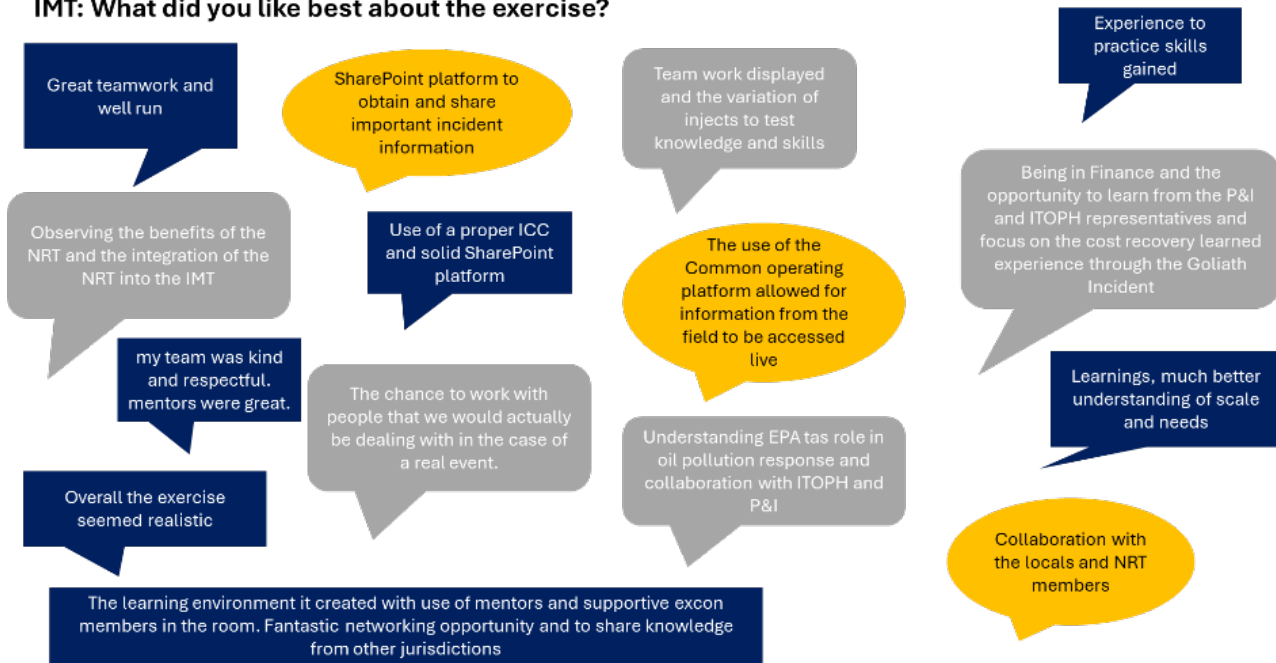 IMT: What did you like best about the exercise?
Great teamwork and
well run
SharePoint platform to
obtain and share
important incident
information
Team work displayed
and the variation of
injects to test
knowledge and skills
Experience to
practice skills
gained
Observing the benefits of the
NRT and the integration of the
NRT into the IMT
Use of a proper ICC
and solid SharePoint
platform
The use of the
Common operating
platform allowed for
information from the
field to be accessed
live
Being in Finance and the
opportunity to learn from the P&I
and ITOPH representatives and
focus on the cost recovery learned
experience through the Goliath
Incident
my team was kind
and respectful.
mentors were great.
The chance to work with
people that we would actually
be dealing with in the case of
a real event.
Understanding EPA tas role in
oil pollution response and
collaboration with ITOPH and
P&I
Learnings, much better
understanding of scale
and needs
Overall the exercise
seemed realistic
Collaboration with
the locals and NRT
members
The learning environment it created with use of mentors and supportive excon
members in the room. Fantastic networking opportunity and to share knowledge
from other jurisdictions